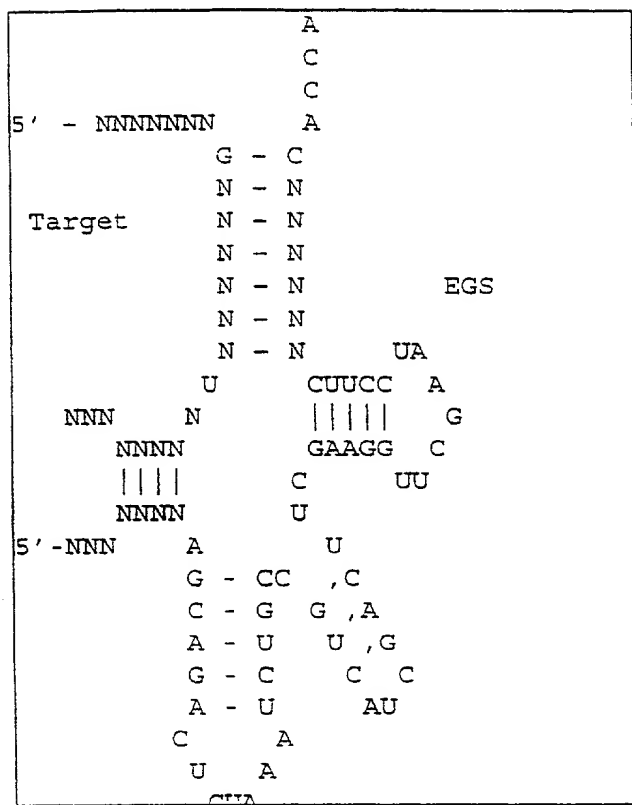 A
C
C
5' - NNNNNNN A
G - C
N - N
Target N - N
N - N
N - N EGS
N - N
N - N UA
U CUUCC A
NNN N ||||| G
NNNN GAAGG C
|||| C UU
NNNN U
5'-NNN A U
G - CC ,C
C - G G ,A
A - U U ,G
G - C C C
A - U AU
C A
U A